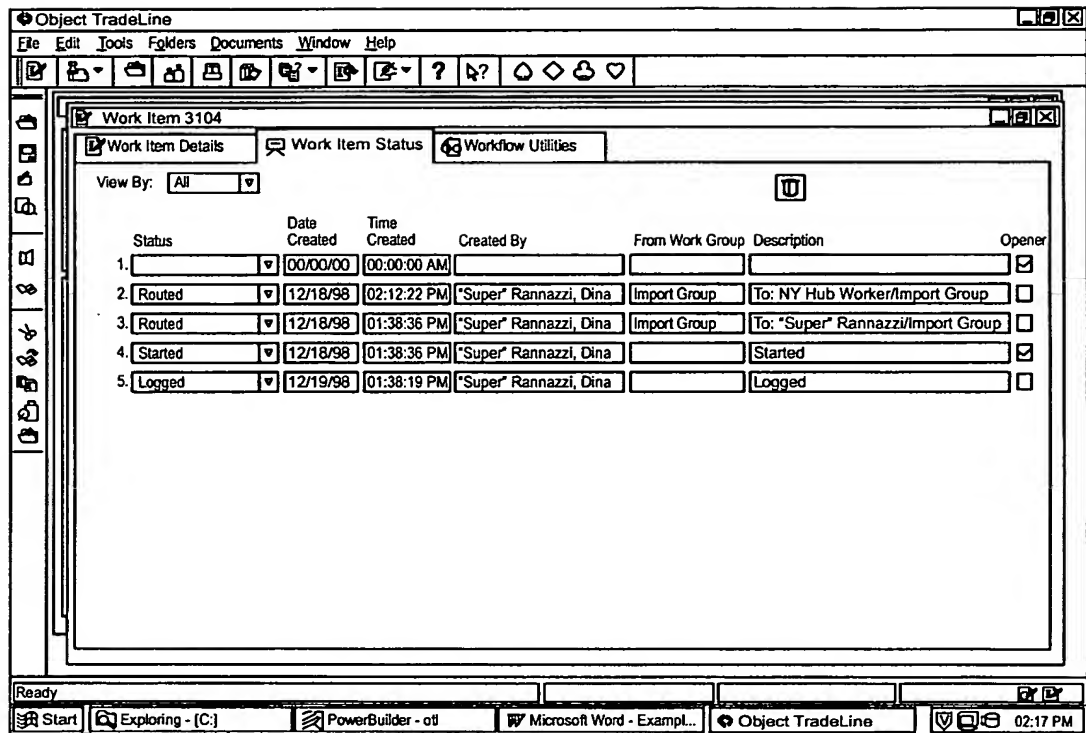 Object TradeLine
File Edit Tools Folders Documents Window Help
? ?
Work Item 3104
Work Item Details Work Item Status Workflow Utilities
View By: All
Status Date Created Time Created Created By From Work Group Description Opener
1. 00/00/00 00:00:00 AM
2. Routed 12/18/98 02:12:22 PM "Super" Rannazzi, Dina Import Group To: NY Hub Worker/Import Group
3. Routed 12/18/98 01:38:36 PM "Super" Rannazzi, Dina Import Group To: "Super" Rannazzi/Import Group
4. Started 12/18/98 01:38:36 PM "Super" Rannazzi, Dina Started
5. Logged 12/19/98 01:38:19 PM "Super" Rannazzi, Dina Logged
Ready
Start Exploring - [C:] PowerBuilder - otl Microsoft Word - Exampl... Object TradeLine 02:17 PM